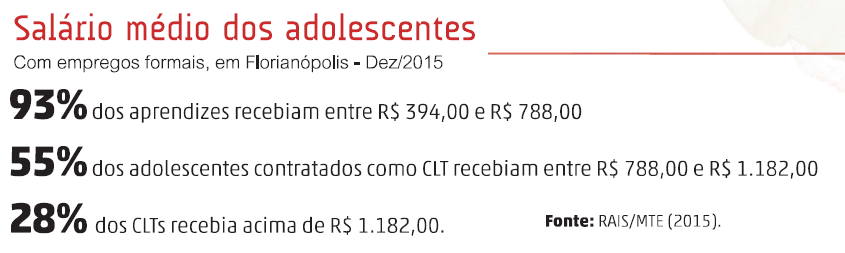 Salário médio dos adolescentes
Com empregos formais, em Florianópolis - Dez/2015
93% dos aprendizes recebiam entre R$ 394,00 e R$ 788,00
55% dos adolescentes contratados como CLT recebiam entre R$ 788,00 e R$ 1.182,00
28% dos CLTs recebia acima de R$ 1.182,00. Fonte: RAIS/MTE (2015).